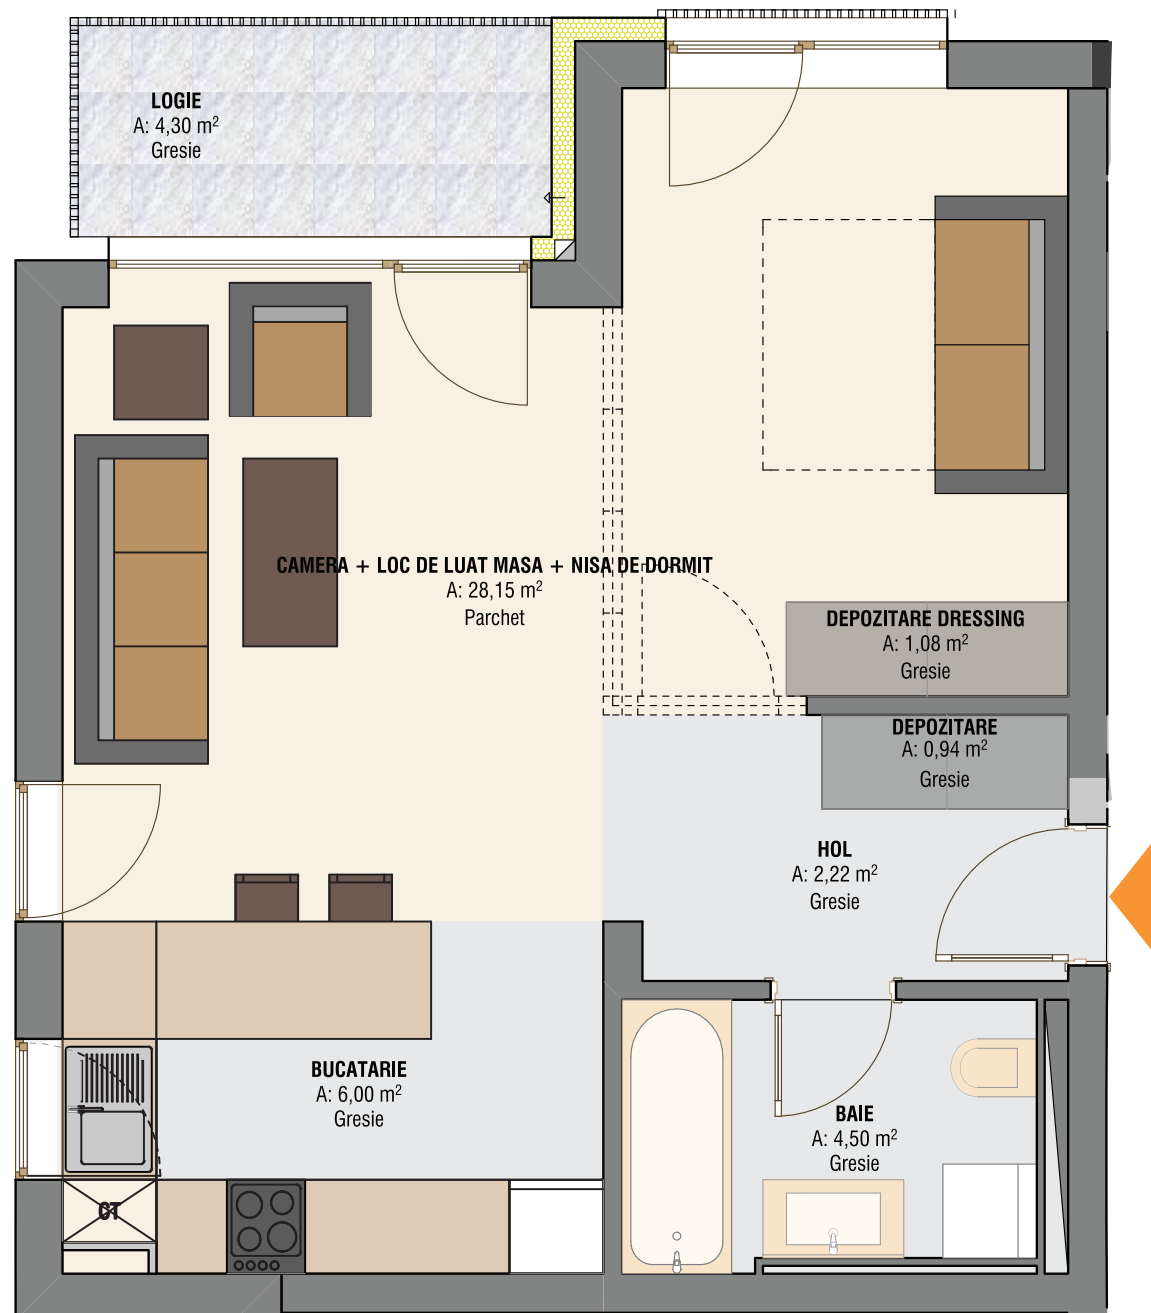 LOGIE
A: 4,30 m²
Gresie
CAMERA + LOC DE LUAT MASA + NISA DE DORMIT
A: 28,15 m²
Parchet
DEPOZITARE DRESSING
A: 1,08 m²
Gresie
DEPOZITARE
A: 0,94 m²
Gresie
HOL
A: 2,22 m²
Gresie
BUCATARIE
A: 6,00 m²
Gresie
BAIE
A: 4,50 m²
Gresie
CT